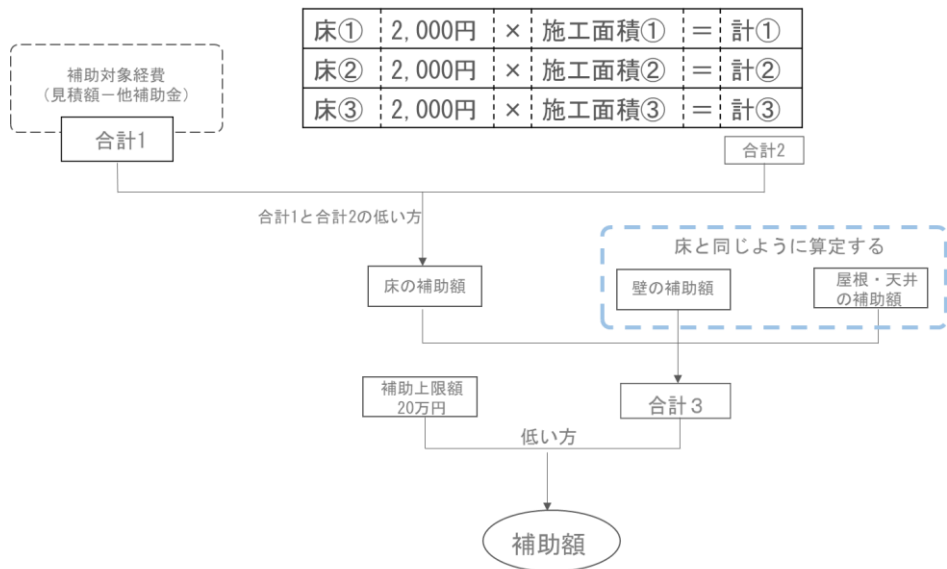 床① 2,000円 × 施工面積① = 計①
床② 2,000円 × 施工面積② = 計②
床③ 2,000円 × 施工面積③ = 計③
補助対象経費
(見積額−他補助金)
合計1
合計2
合計1と合計2の低い方
床と同じように算定する
床の補助額
壁の補助額
屋根・天井
の補助額
補助上限額
20万円
合計3
低い方
補助額